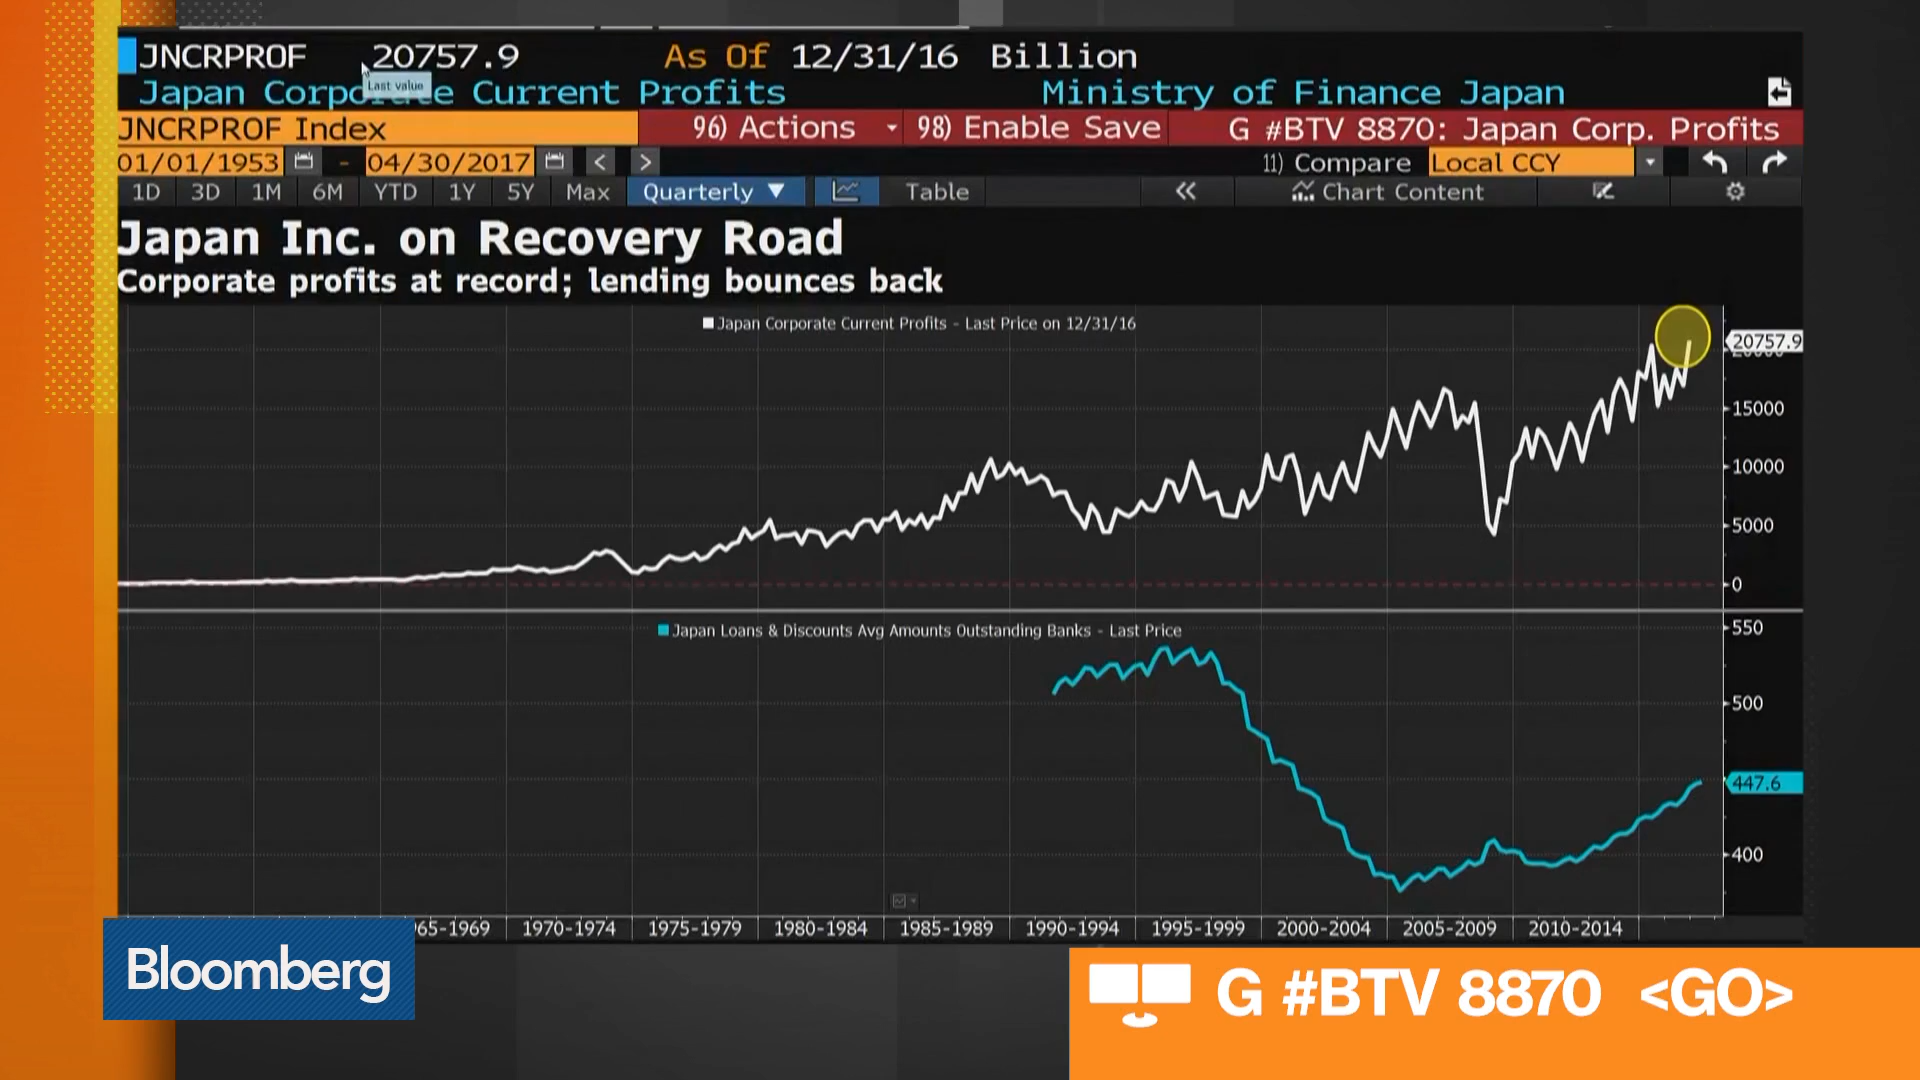 JNCRPROF 20757.9 As Of 12/31/16 Billion
Last value
Japan Corporate Current Profits Ministry of Finance Japan
JNCRPROF Index 96) Actions 98) Enable Save G #BTV 8870: Japan Corp. Profits
01/01/1953 - 04/30/2017 < > 11) Compare Local CCY
1D 3D 1M 6M YTD 1Y 5Y Max Quarterly ▼ Table « Chart Content
Japan Inc. on Recovery Road
Corporate profits at record; lending bounces back
Japan Corporate Current Profits - Last Price on 12/31/16
20757.9
15000
10000
5000
0
Japan Loans & Discounts Avg Amounts Outstanding Banks - Last Price
550
500
447.6
400
65-1969 1970-1974 1975-1979 1980-1984 1985-1989 1990-1994 1995-1999 2000-2004 2005-2009 2010-2014
Bloomberg
G #BTV 8870 <GO>